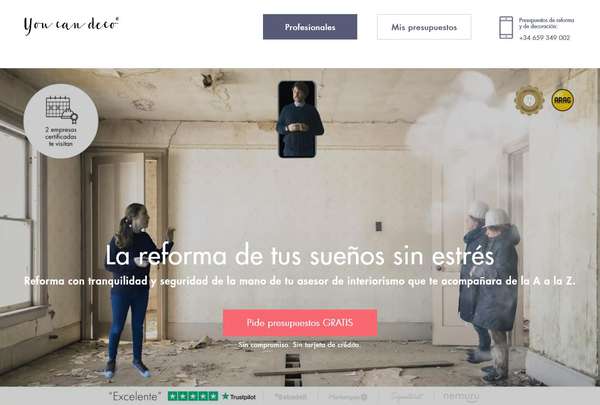 You can deco®
Profesionales
Mis presupuestos
Presupuestos de reforma
y de decoración:
+34 659 349 002
2 empresas
certificadas
te visitan
ARAG
La reforma de tus sueños sin estrés
Reforma con tranquilidad y seguridad de la mano de tu asesor de interiorismo que te acompañara de la A a la Z.
Pide presupuestos GRATIS
Sin compromiso. Sin tarjeta de crédito.
"Excelente" Trustpilot °Sabadell nemuru